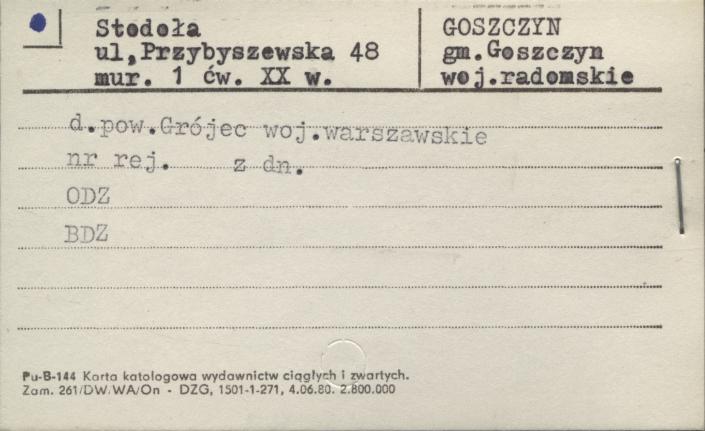 Stodoła
ul,Przybyszewska 48
mur. 1 ćw. XX w.
GOSZCZYN
gm.Goszczyn
woj.radomskie
d.pow.Grójec woj.warszawskie
nr rej. z dn.
ODZ
BDZ
Pu-B-144 Karta katalogowa wydawnictw ciągłych i zwartych.
Zam. 261/DW/WA/On - DZG, 1501-1-271, 4.06.80. 2.800.000